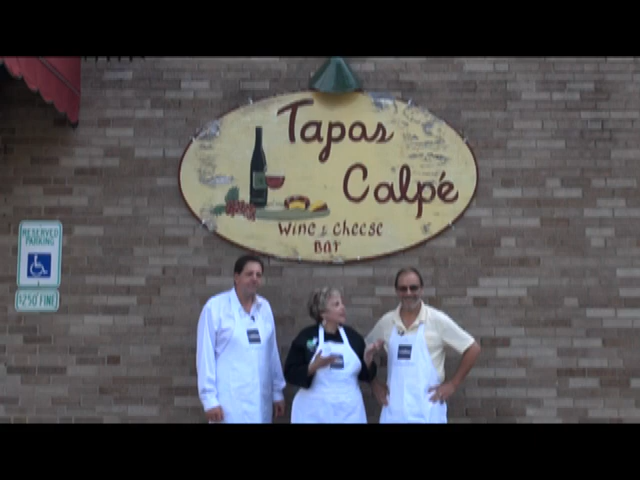 Tapas
Calpé
Wine & cheese
Bar
RESERVED
PARKING
$250 FINE